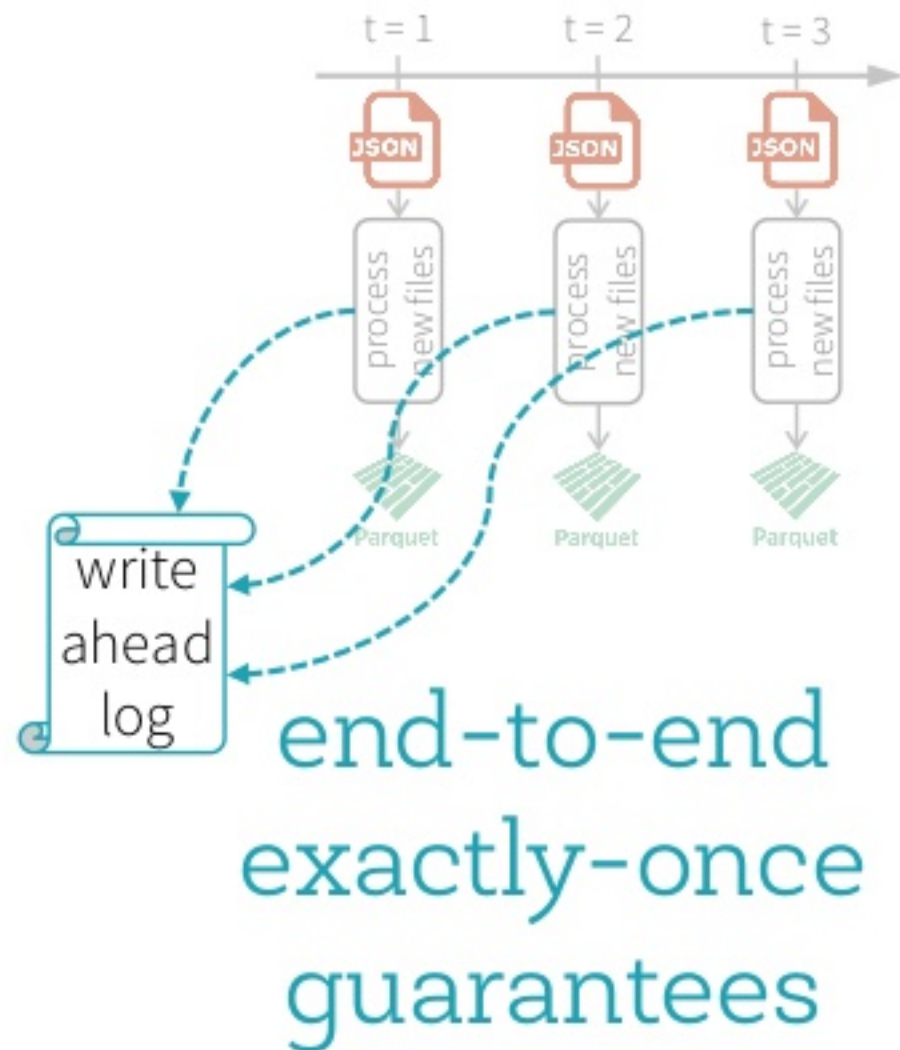 t = 1 t = 2 t = 3
JSON JSON JSON
process process process
new files new files new files
Parquet Parquet Parquet
write
ahead
log
end-to-end
exactly-once
guarantees